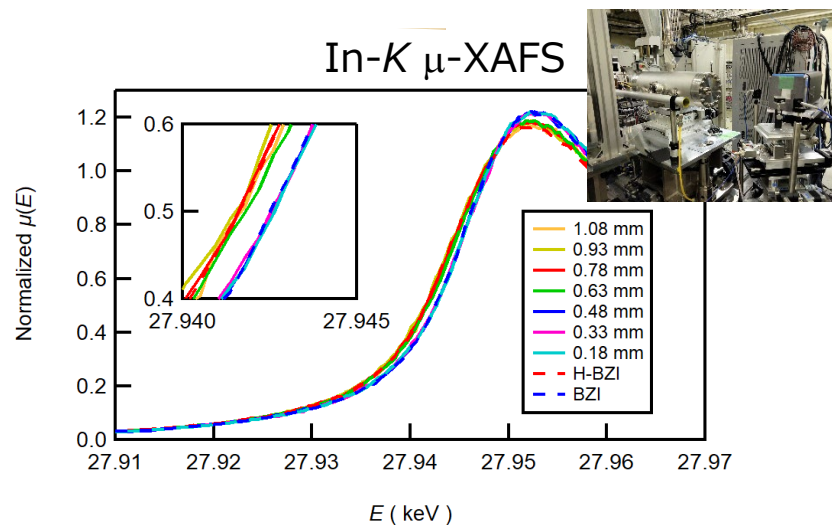 In-K μ-XAFS
Normalized μ(E)
1.2
1.0
0.8
0.6
0.4
0.2
0.0
0.6
0.5
0.4
27.940
27.945
1.08 mm
0.93 mm
0.78 mm
0.63 mm
0.48 mm
0.33 mm
0.18 mm
H-BZI
BZI
27.91 27.92 27.93 27.94 27.95 27.96 27.97
E ( keV )